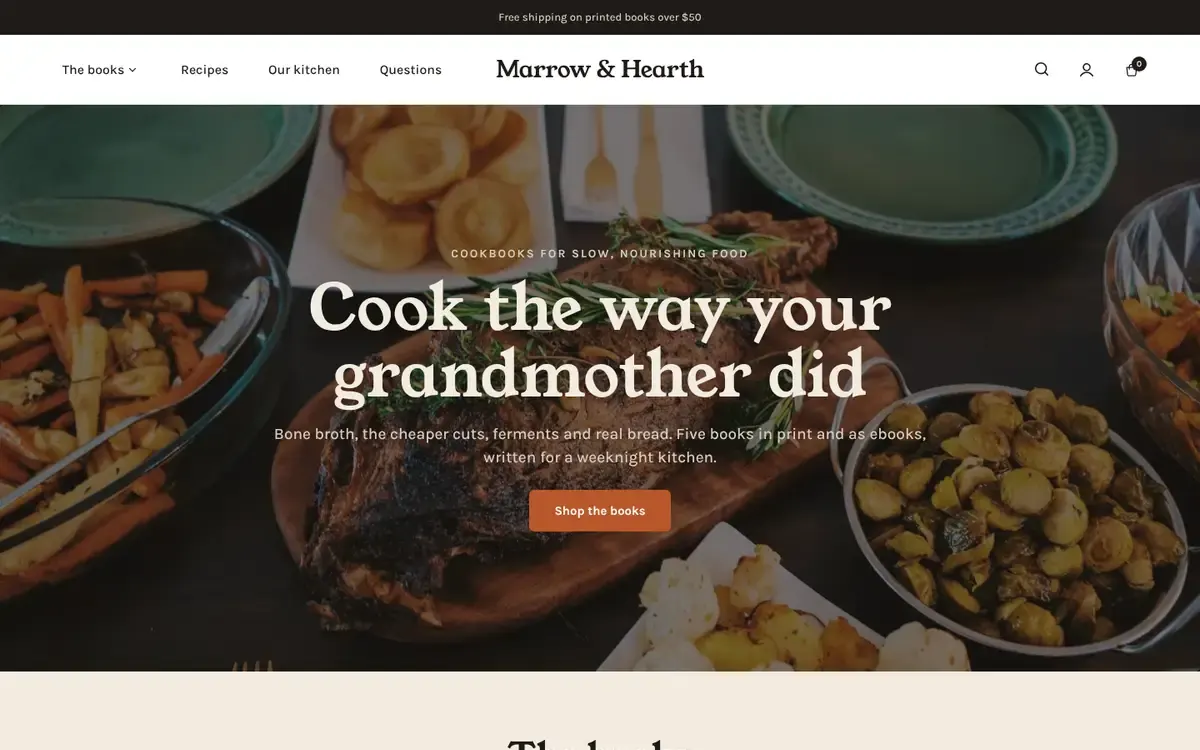 Free shipping on printed books over $50
The books
Recipes
Our kitchen
Questions
Marrow & Hearth
0
COOKBOOKS FOR SLOW, NOURISHING FOOD
Cook the way your
grandmother did
Bone broth, the cheaper cuts, ferments and real bread. Five books in print and as ebooks,
written for a weeknight kitchen.
Shop the books